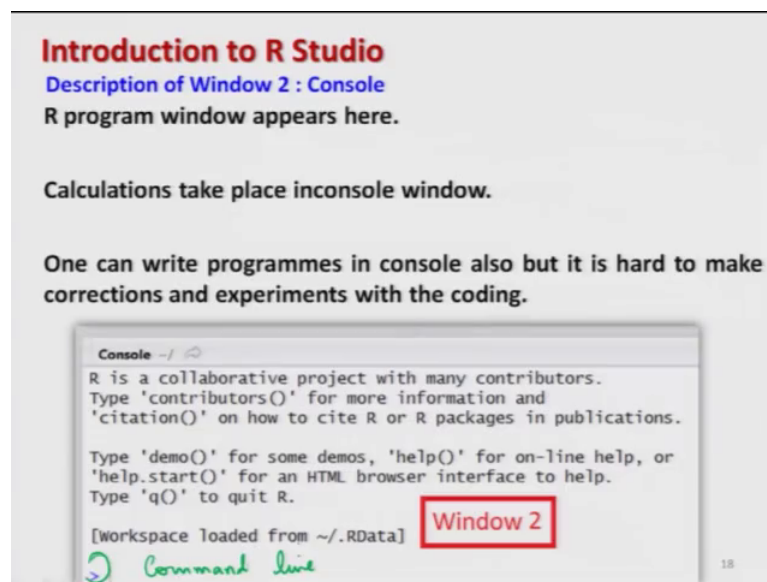 Introduction to R Studio
Description of Window 2 : Console
R program window appears here.
Calculations take place inconsole window.
One can write programmes in console also but it is hard to make
corrections and experiments with the coding.
Console ~/
R is a collaborative project with many contributors.
Type 'contributors()' for more information and
'citation()' on how to cite R or R packages in publications.
Type 'demo()' for some demos, 'help()' for on-line help, or
'help.start()' for an HTML browser interface to help.
Type 'q()' to quit R.
[Workspace loaded from ~/.RData]
Window 2
> Command line
18